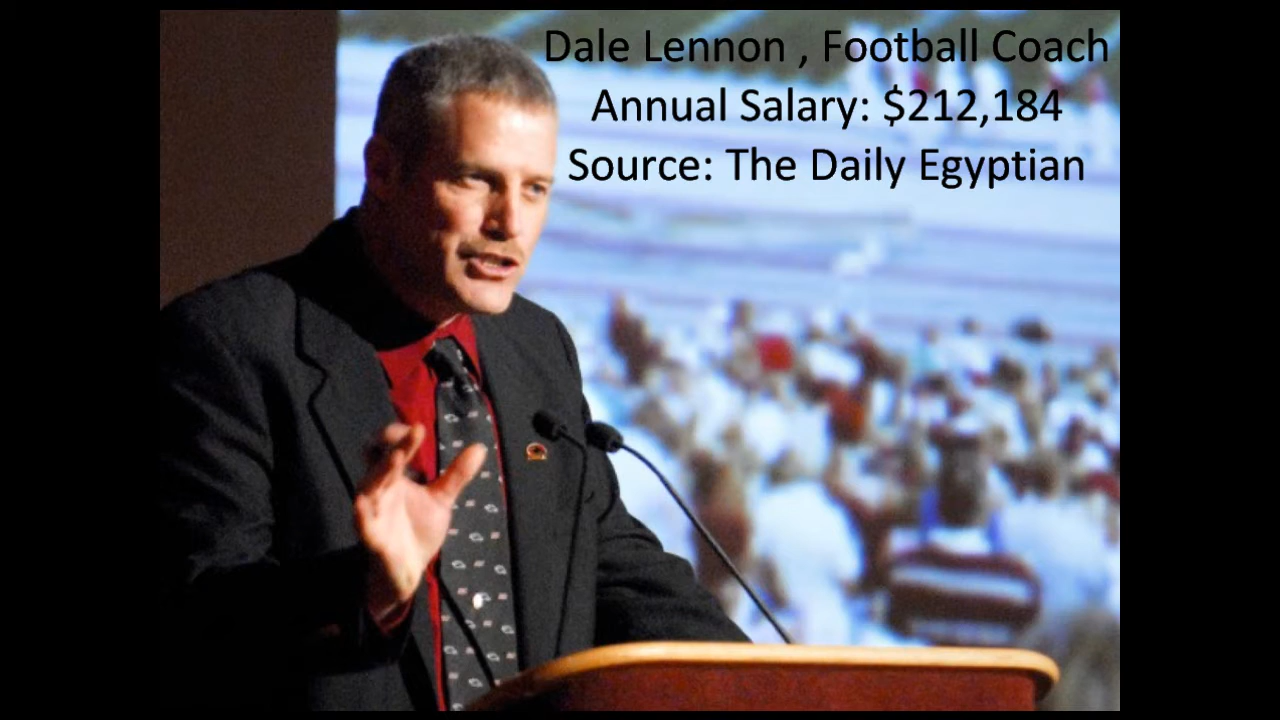 Dale Lennon , Football Coach
Annual Salary: $212,184
Source: The Daily Egyptian